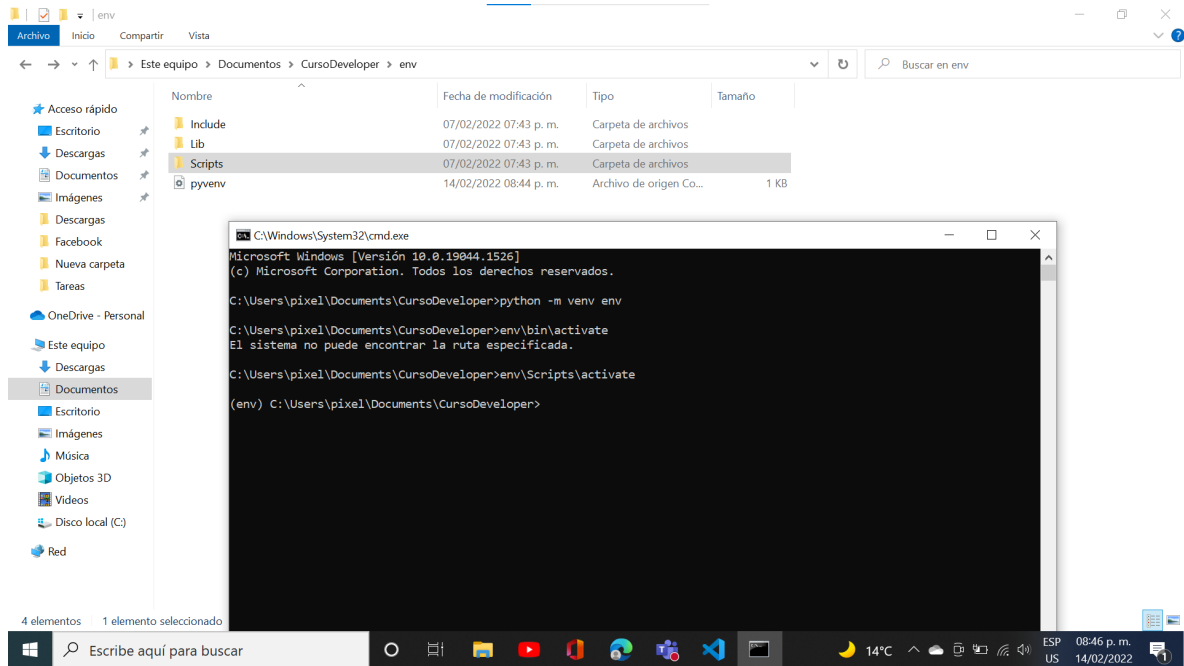 env
Archivo Inicio Compartir Vista
Este equipo Documentos CursoDeveloper env
Buscar en env
Nombre Fecha de modificación Tipo Tamaño
Include 07/02/2022 07:43 p. m. Carpeta de archivos
Lib 07/02/2022 07:43 p. m. Carpeta de archivos
Scripts 07/02/2022 07:43 p. m. Carpeta de archivos
pyvenv 14/02/2022 08:44 p. m. Archivo de origen Co... 1 KB
Acceso rápido
Escritorio
Descargas
Documentos
Imágenes
Descargas
Facebook
Nueva carpeta
Tareas
OneDrive - Personal
Este equipo
Descargas
Documentos
Escritorio
Imágenes
Música
Objetos 3D
Videos
Disco local (C:)
Red
C:\Windows\System32\cmd.exe
Microsoft Windows [Versión 10.0.19044.1526]
(c) Microsoft Corporation. Todos los derechos reservados.
C:\Users\pixel\Documents\CursoDeveloper>python -m venv env
C:\Users\pixel\Documents\CursoDeveloper>env\bin\activate
El sistema no puede encontrar la ruta especificada.
C:\Users\pixel\Documents\CursoDeveloper>env\Scripts\activate
(env) C:\Users\pixel\Documents\CursoDeveloper>
4 elementos 1 elemento seleccionado
Escribe aquí para buscar
14°C
ESP
US
08:46 p. m.
14/02/2022
1